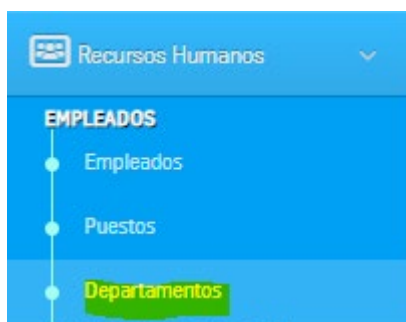 Recursos Humanos
EMPLEADOS
Empleados
Puestos
Departamentos